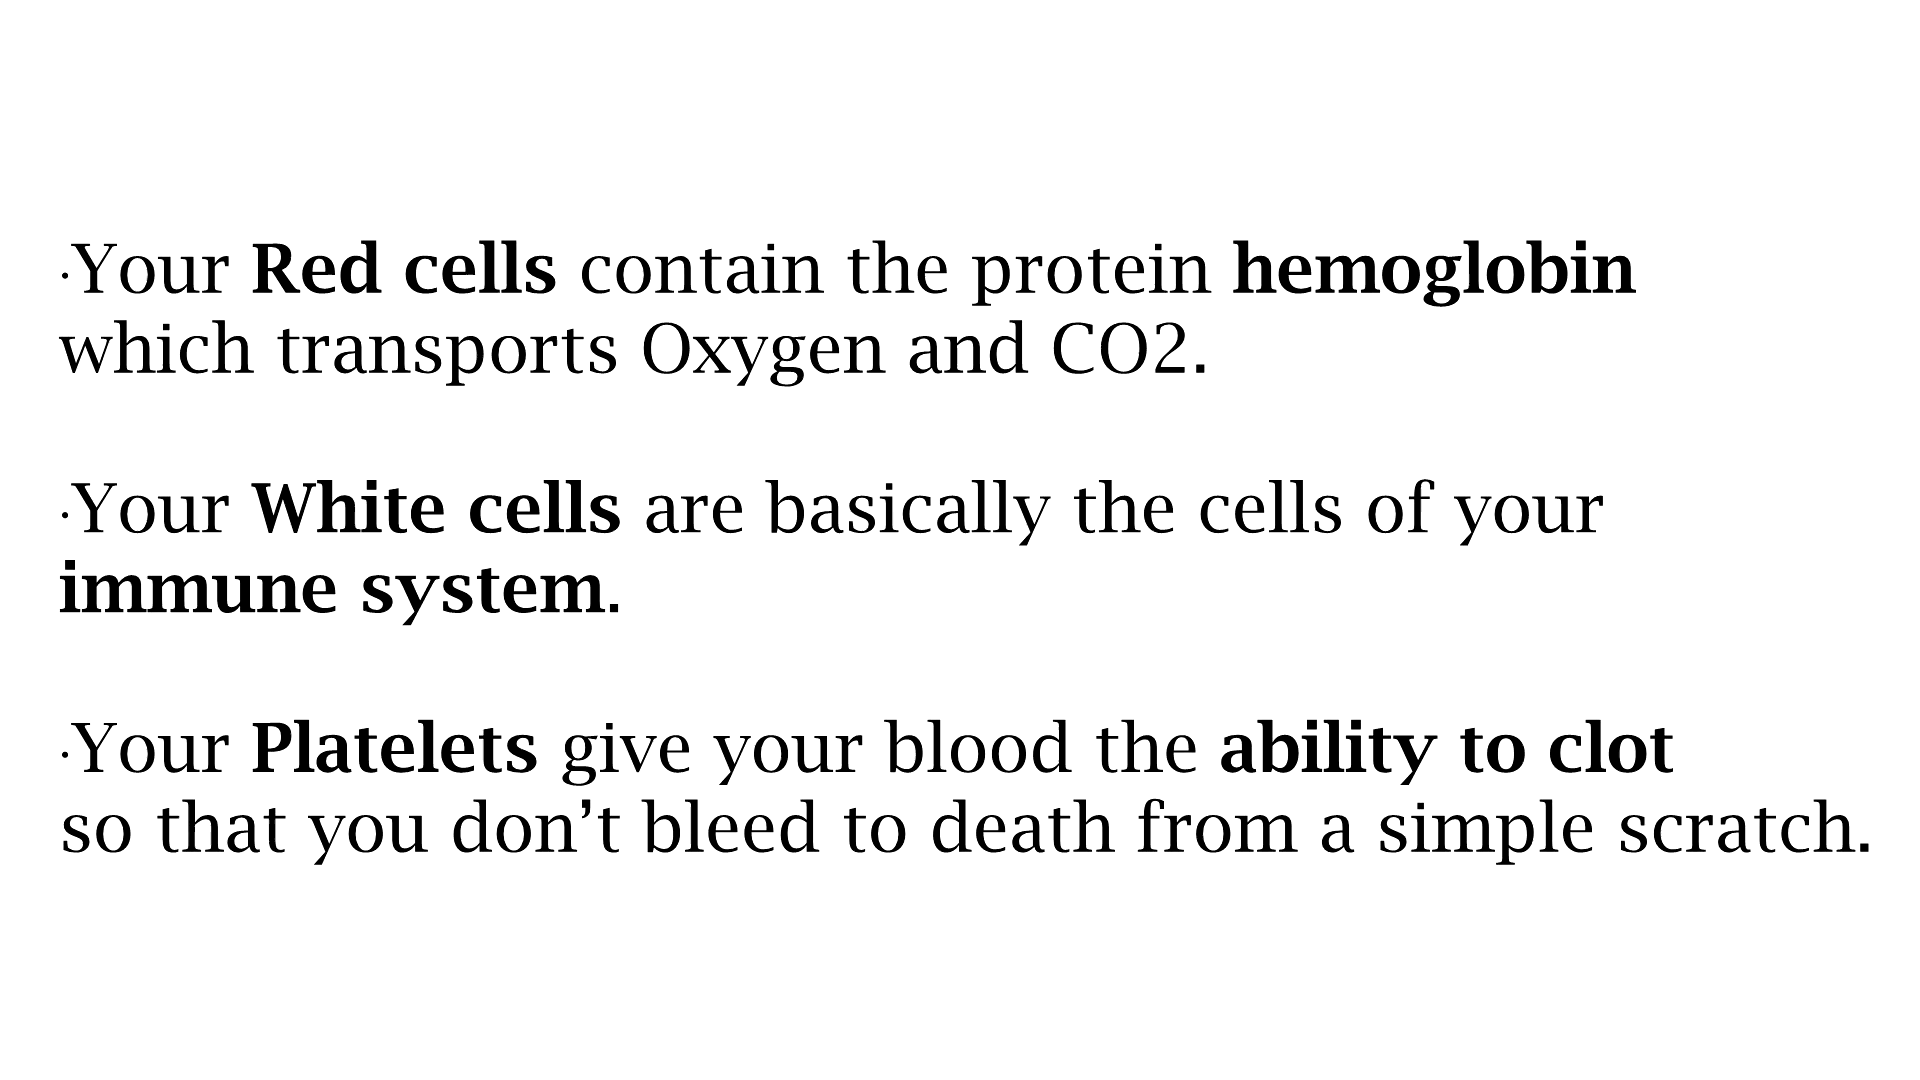 ·Your Red cells contain the protein hemoglobin
which transports Oxygen and CO2.
·Your White cells are basically the cells of your
immune system.
·Your Platelets give your blood the ability to clot
so that you don’t bleed to death from a simple scratch.